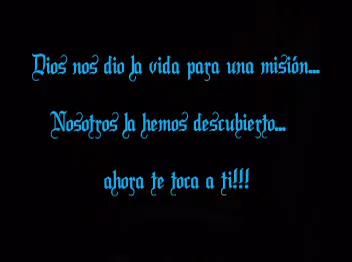 Dios nos dio la vida para una misión...
Nosotros la hemos descubierto...
ahora te toca a ti!!!